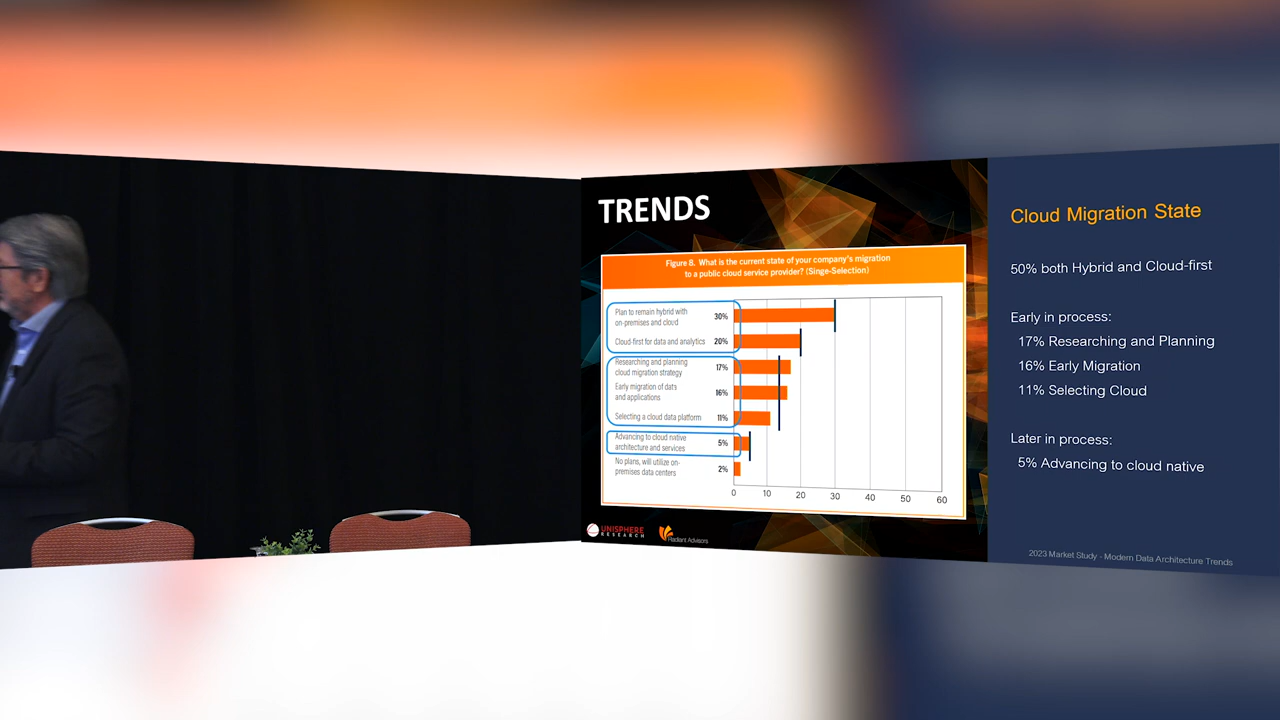 TRENDS
Figure 8. What is the current state of your company's migration
to a public cloud service provider? (Singe-Selection)
Plan to remain hybrid with
on-premises and cloud
30%
Cloud-first for data and analytics 20%
Researching and planning
cloud migration strategy
17%
Early migration of data
and applications
16%
Selecting a cloud data platform 11%
Advancing to cloud native
architecture and services
5%
No plans, will utilize on-
premises data centers
2%
0 10 20 30 40 50 60
UNISPHERE
RESEARCH
Radiant Advisors
Cloud Migration State
50% both Hybrid and Cloud-first
Early in process:
17% Researching and Planning
16% Early Migration
11% Selecting Cloud
Later in process:
5% Advancing to cloud native
2023 Market Study - Modern Data Architecture Trends